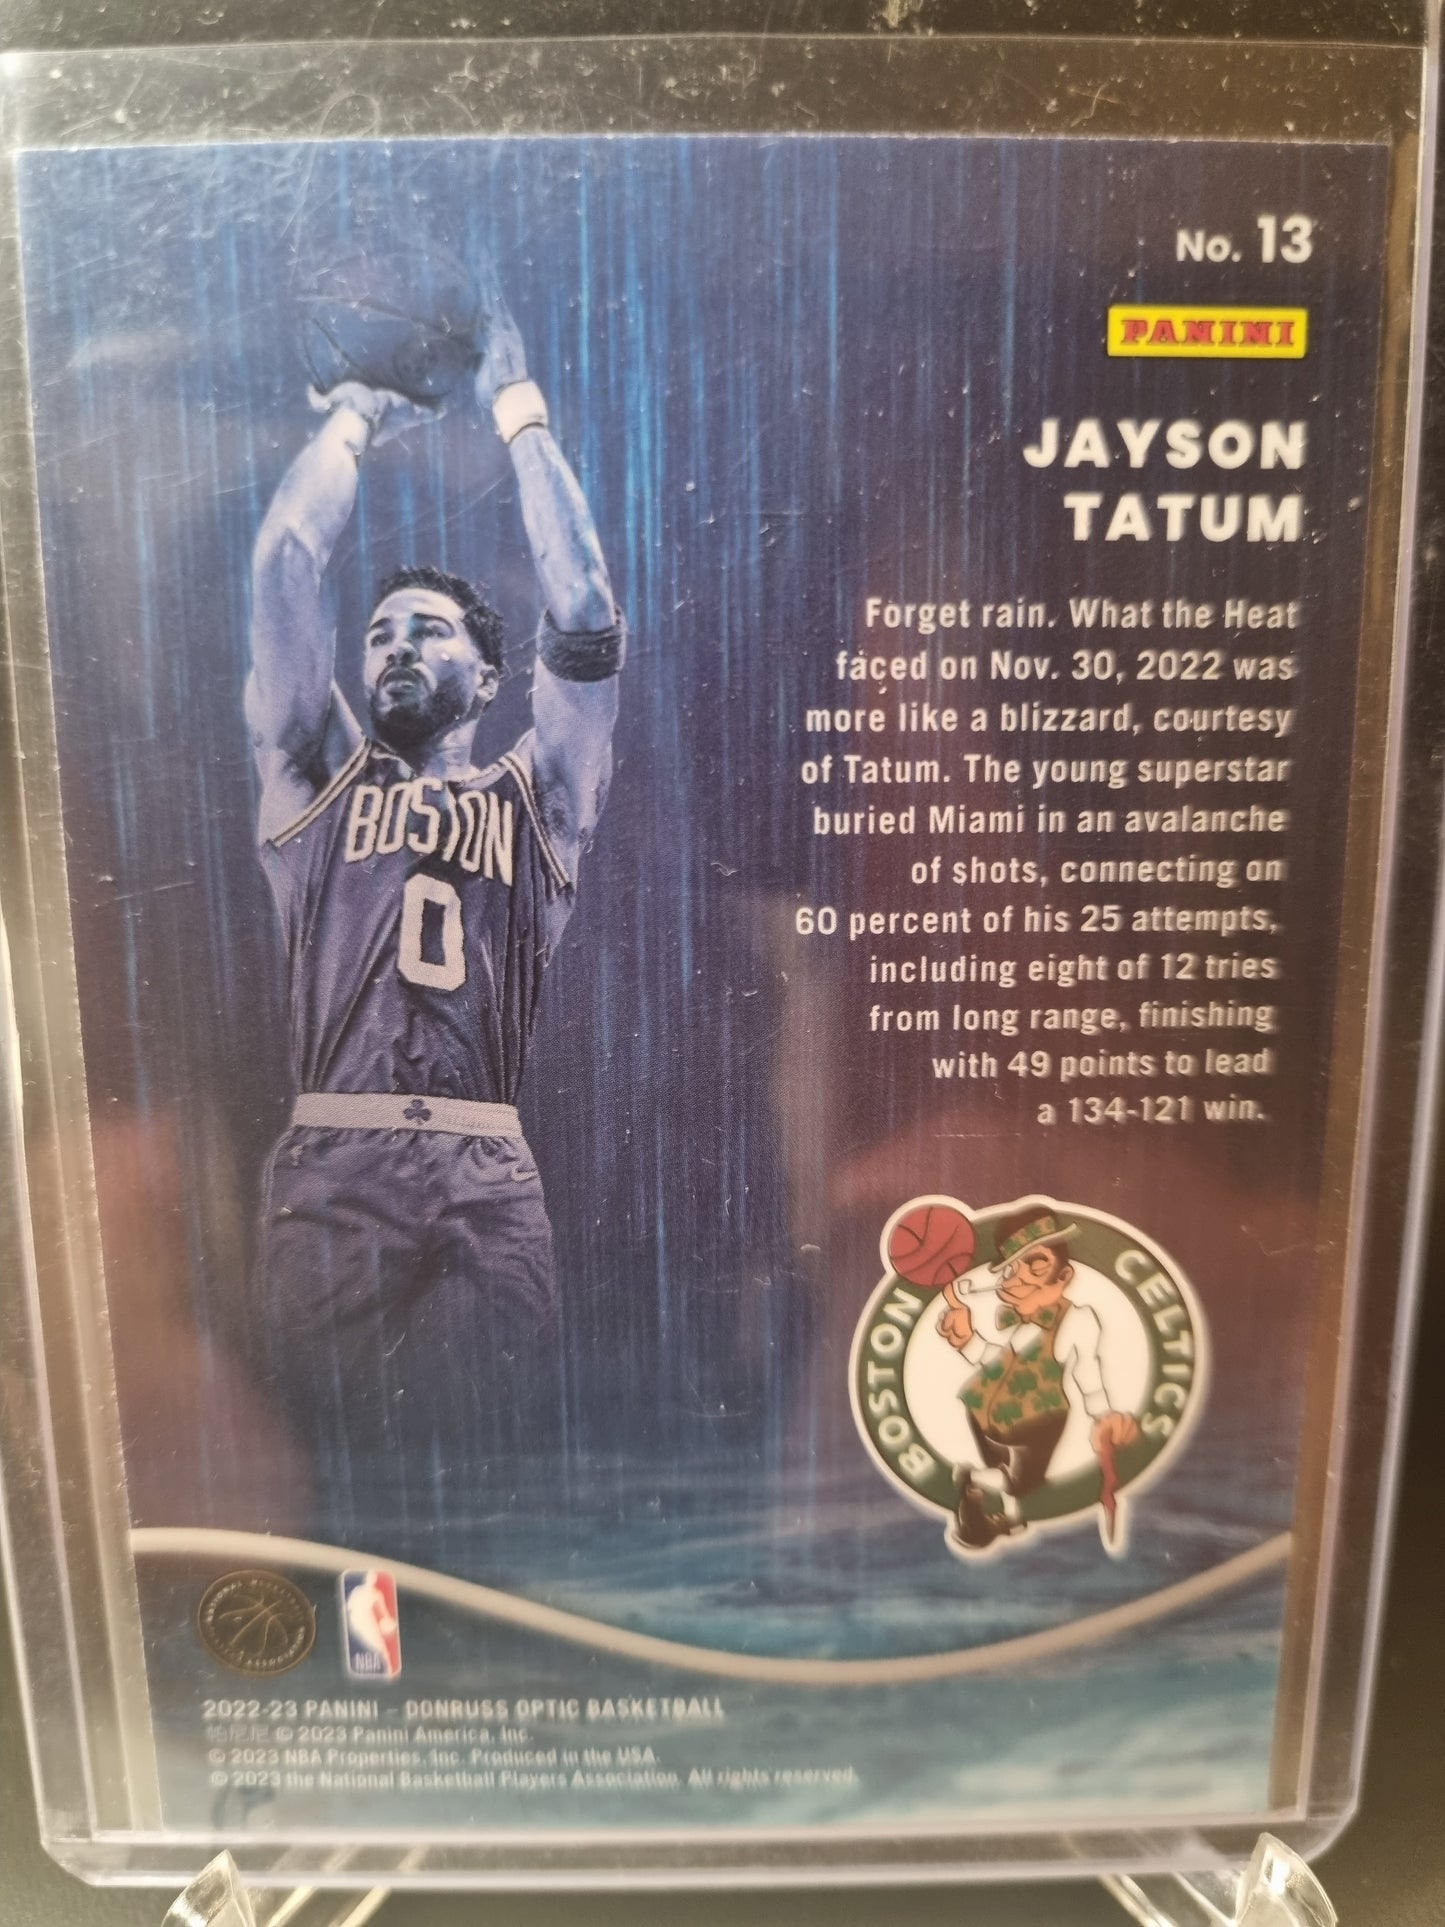 No. 13
PANINI
JAYSON
TATUM
Forget rain. What the Heat
faced on Nov. 30, 2022 was
more like a blizzard, courtesy
of Tatum. The young superstar
buried Miami in an avalanche
of shots, connecting on
60 percent of his 25 attempts,
including eight of 12 tries
from long range, finishing
with 49 points to lead
a 134-121 win.
BOSTON
0
BOSTON CELTICS
NBA
2022-23 PANINI - DONRUSS OPTIC BASKETBALL
帕尼尼 © 2023 Panini America, Inc.
© 2023 NBA Properties, Inc. Produced in the USA.
© 2023 the National Basketball Players Association. All rights reserved.